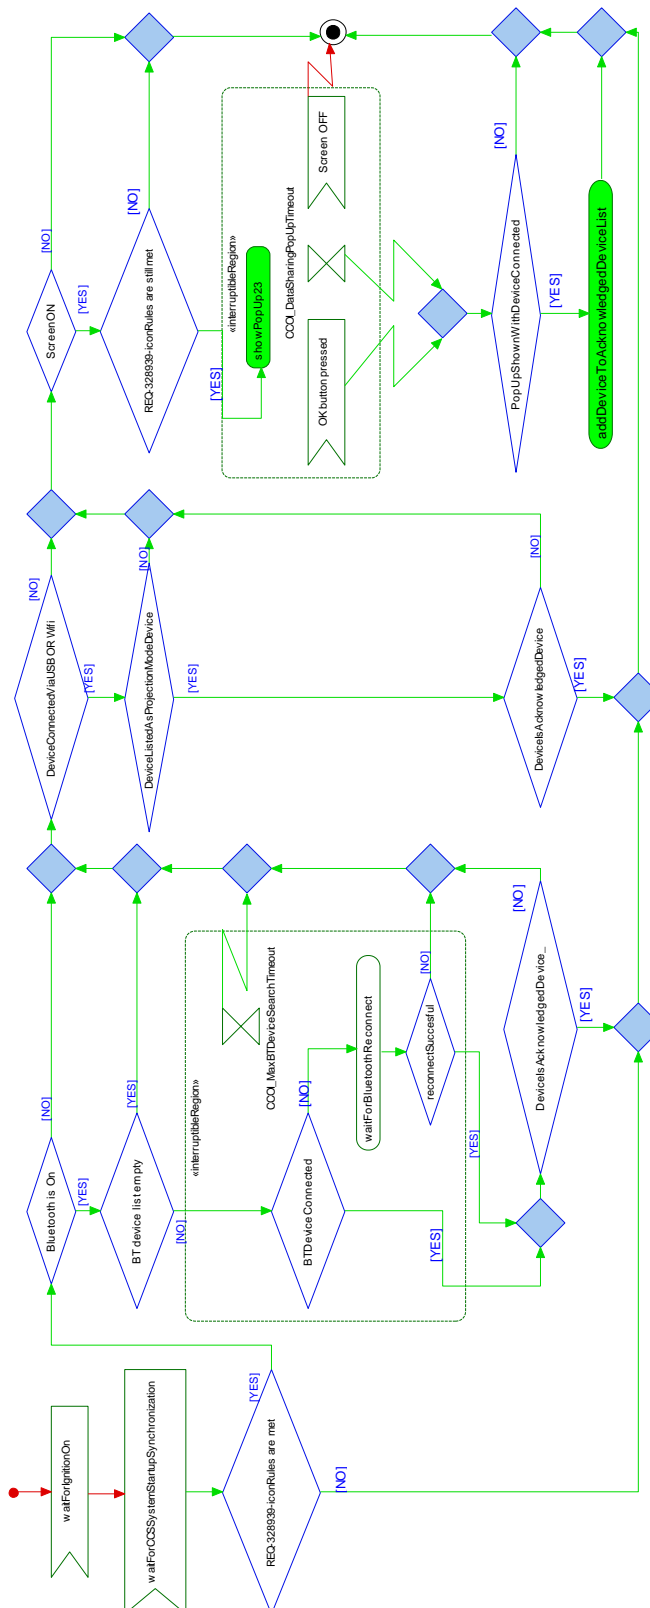 waitForIgnitionOn
waitForCCSSystemStartupSynchronization
REQ-328939-iconRules are met
[YES]
[NO]
Bluetooth is On
[NO]
[YES]
BT device list empty
[YES]
[NO]
«interruptibleRegion»
CCOI_MaxBTDeviceSearchTimeout
BTDeviceConnected
[NO]
[YES]
waitForBluetoothReconnect
reconnectSuccesful
[NO]
[YES]
DeviceIsAcknowledgedDevice_
[NO]
[YES]
DeviceConnectedViaUSB OR Wifi
[NO]
[YES]
DeviceListedAsProjectionModeDevice
[NO]
[YES]
DeviceIsAcknowledgedDevice
[NO]
[YES]
ScreenON
[NO]
[YES]
REQ-328939-iconRules are still met
[NO]
[YES]
«interruptibleRegion»
showPopUp23
CCOI_DataSharingPopUpTimeout
OK button pressed
Screen OFF
PopUpShownWithDeviceConnected
[NO]
[YES]
addDeviceToAcknowledgedDeviceList